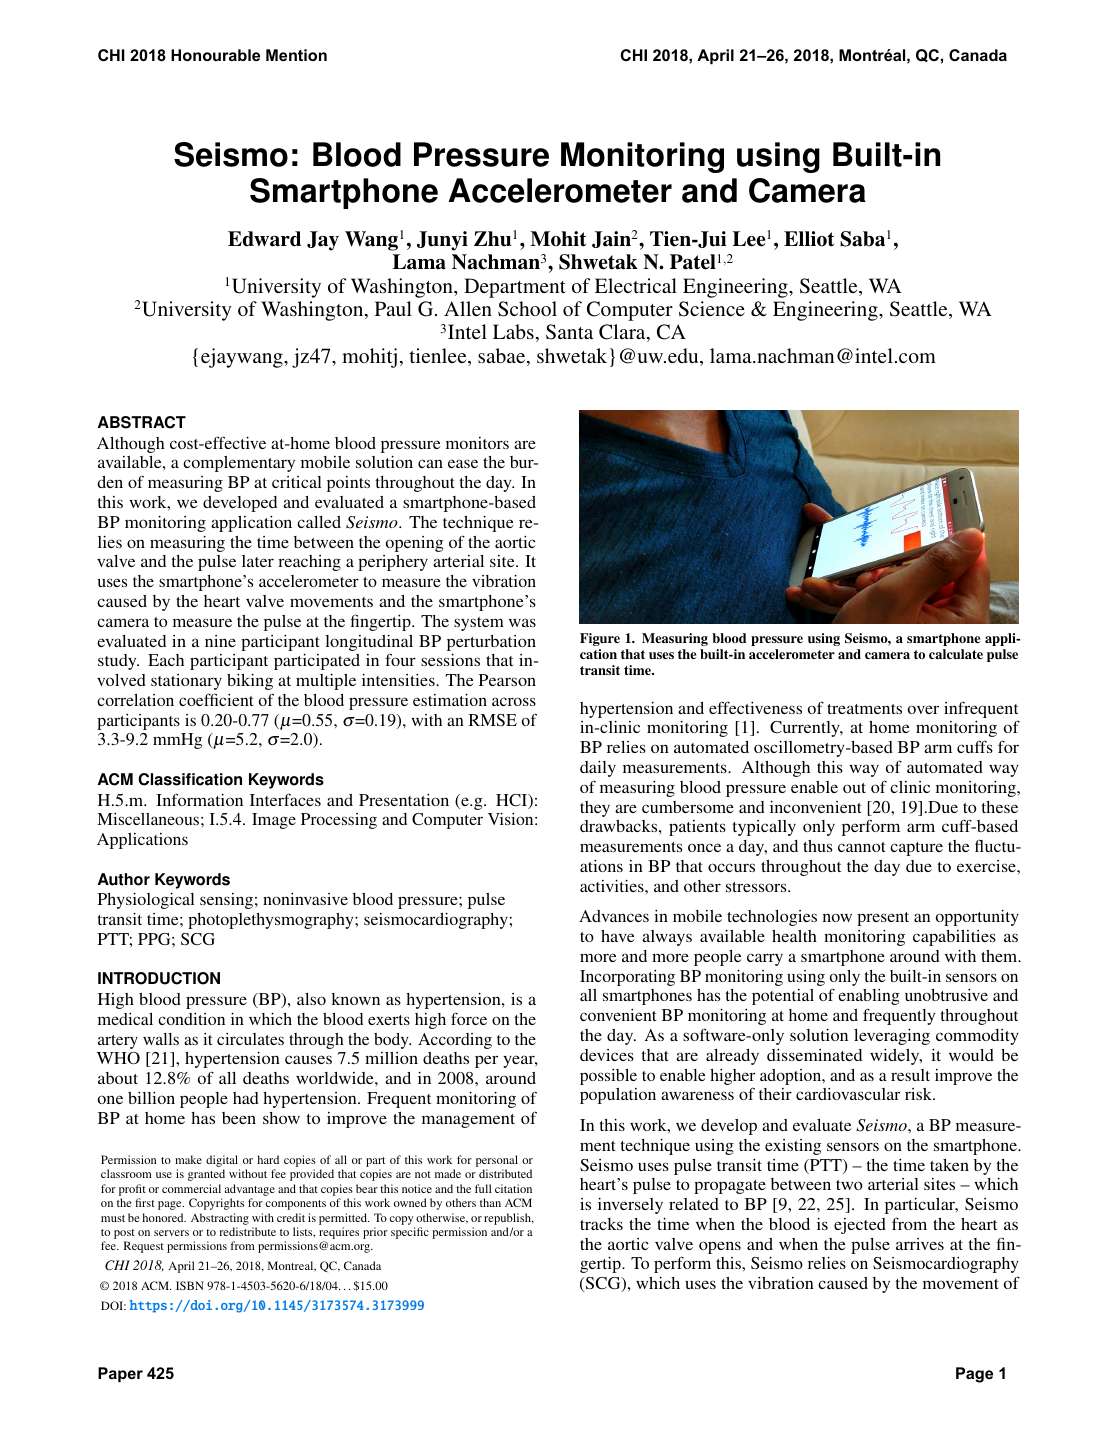 CHI 2018 Honourable Mention
CHI 2018, April 21–26, 2018, Montréal, QC, Canada
Seismo: Blood Pressure Monitoring using Built-in
Smartphone Accelerometer and Camera
Edward Jay Wang1, Junyi Zhu1, Mohit Jain2, Tien-Jui Lee1, Elliot Saba1,
Lama Nachman3, Shwetak N. Patel1,2
1University of Washington, Department of Electrical Engineering, Seattle, WA
2University of Washington, Paul G. Allen School of Computer Science & Engineering, Seattle, WA
3Intel Labs, Santa Clara, CA
{ejaywang, jz47, mohitj, tienlee, sabae, shwetak}@uw.edu, lama.nachman@intel.com
ABSTRACT
Although cost-effective at-home blood pressure monitors are
available, a complementary mobile solution can ease the bur-
den of measuring BP at critical points throughout the day. In
this work, we developed and evaluated a smartphone-based
BP monitoring application called Seismo. The technique re-
lies on measuring the time between the opening of the aortic
valve and the pulse later reaching a periphery arterial site. It
uses the smartphone's accelerometer to measure the vibration
caused by the heart valve movements and the smartphone's
camera to measure the pulse at the fingertip. The system was
evaluated in a nine participant longitudinal BP perturbation
study. Each participant participated in four sessions that in-
volved stationary biking at multiple intensities. The Pearson
correlation coefficient of the blood pressure estimation across
participants is 0.20-0.77 (μ=0.55, σ=0.19), with an RMSE of
3.3-9.2 mmHg (μ=5.2, σ=2.0).
ACM Classification Keywords
H.5.m. Information Interfaces and Presentation (e.g. HCI):
Miscellaneous; I.5.4. Image Processing and Computer Vision:
Applications
Author Keywords
Physiological sensing; noninvasive blood pressure; pulse
transit time; photoplethysmography; seismocardiography;
PTT; PPG; SCG
INTRODUCTION
High blood pressure (BP), also known as hypertension, is a
medical condition in which the blood exerts high force on the
artery walls as it circulates through the body. According to the
WHO [21], hypertension causes 7.5 million deaths per year,
about 12.8% of all deaths worldwide, and in 2008, around
one billion people had hypertension. Frequent monitoring of
BP at home has been show to improve the management of
Permission to make digital or hard copies of all or part of this work for personal or
classroom use is granted without fee provided that copies are not made or distributed
for profit or commercial advantage and that copies bear this notice and the full citation
on the first page. Copyrights for components of this work owned by others than ACM
must be honored. Abstracting with credit is permitted. To copy otherwise, or republish,
to post on servers or to redistribute to lists, requires prior specific permission and/or a
fee. Request permissions from permissions@acm.org.
CHI 2018, April 21–26, 2018, Montreal, QC, Canada
© 2018 ACM. ISBN 978-1-4503-5620-6/18/04...$15.00
DOI: https://doi.org/10.1145/3173574.3173999
Figure 1. Measuring blood pressure using Seismo, a smartphone appli-
cation that uses the built-in accelerometer and camera to calculate pulse
transit time.
hypertension and effectiveness of treatments over infrequent
in-clinic monitoring [1]. Currently, at home monitoring of
BP relies on automated oscillometry-based BP arm cuffs for
daily measurements. Although this way of automated way
of measuring blood pressure enable out of clinic monitoring,
they are cumbersome and inconvenient [20, 19].Due to these
drawbacks, patients typically only perform arm cuff-based
measurements once a day, and thus cannot capture the fluctu-
ations in BP that occurs throughout the day due to exercise,
activities, and other stressors.
Advances in mobile technologies now present an opportunity
to have always available health monitoring capabilities as
more and more people carry a smartphone around with them.
Incorporating BP monitoring using only the built-in sensors on
all smartphones has the potential of enabling unobtrusive and
convenient BP monitoring at home and frequently throughout
the day. As a software-only solution leveraging commodity
devices that are already disseminated widely, it would be
possible to enable higher adoption, and as a result improve the
population awareness of their cardiovascular risk.
In this work, we develop and evaluate Seismo, a BP measure-
ment technique using the existing sensors on the smartphone.
Seismo uses pulse transit time (PTT) – the time taken by the
heart's pulse to propagate between two arterial sites – which
is inversely related to BP [9, 22, 25]. In particular, Seismo
tracks the time when the blood is ejected from the heart as
the aortic valve opens and when the pulse arrives at the fin-
gertip. To perform this, Seismo relies on Seismocardiography
(SCG), which uses the vibration caused by the movement of
Paper 425
Page 1